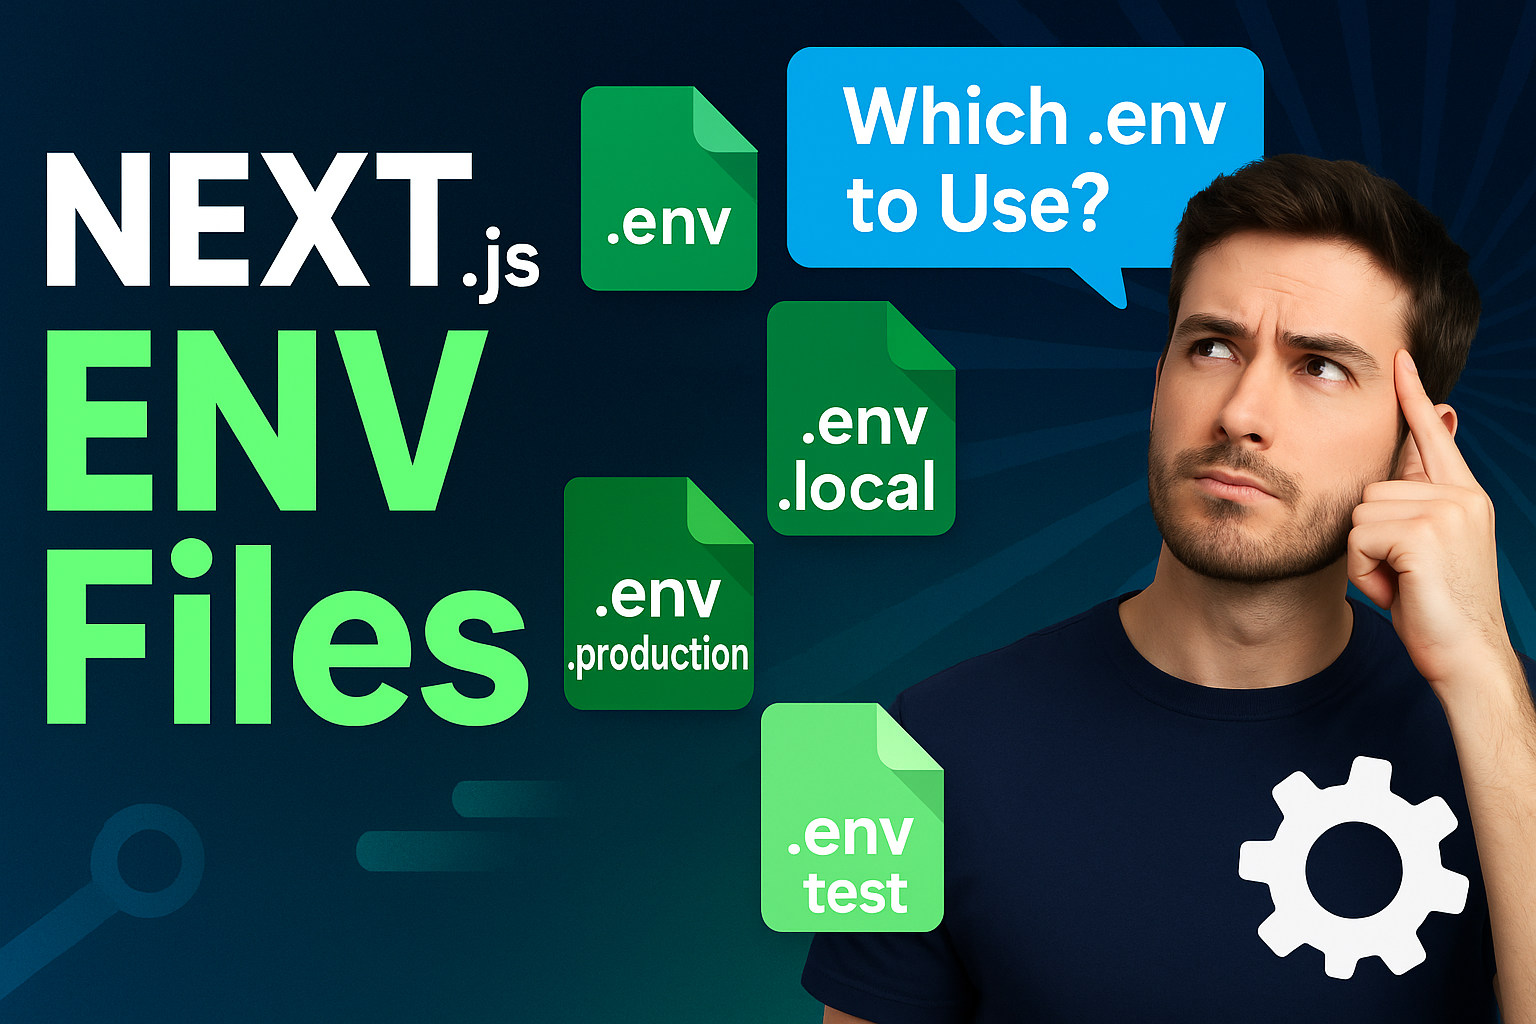 NEXT.js
ENV
Files
.env
Which .env
to Use?
.env
.local
.env
.production
.env
test